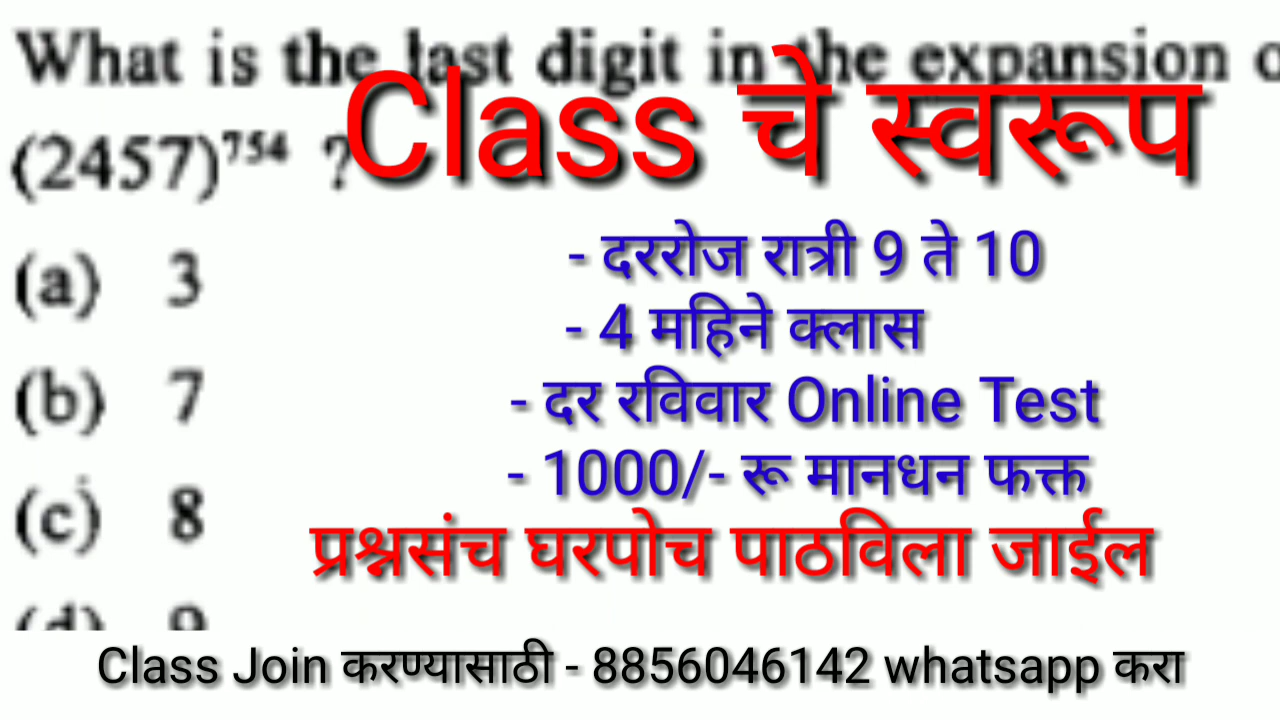 What is the last digit in the expansion o
(2457)⁷⁵⁴ ?
Class चे स्वरूप
(a) 3
(b) 7
(c) 8
(d) 9
- दररोज रात्री 9 ते 10
- 4 महिने क्लास
- दर रविवार Online Test
- 1000/- रू मानधन फक्त
प्रश्नसंच घरपोच पाठविला जाईल
Class Join करण्यासाठी - 8856046142 whatsapp करा